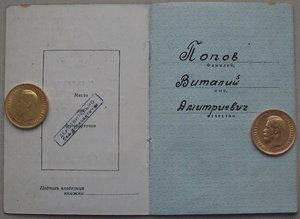 Место
Подпись владельца
книжки
Попов
Фамилия,
Виталий
имя,
Дмитриевич
отчество